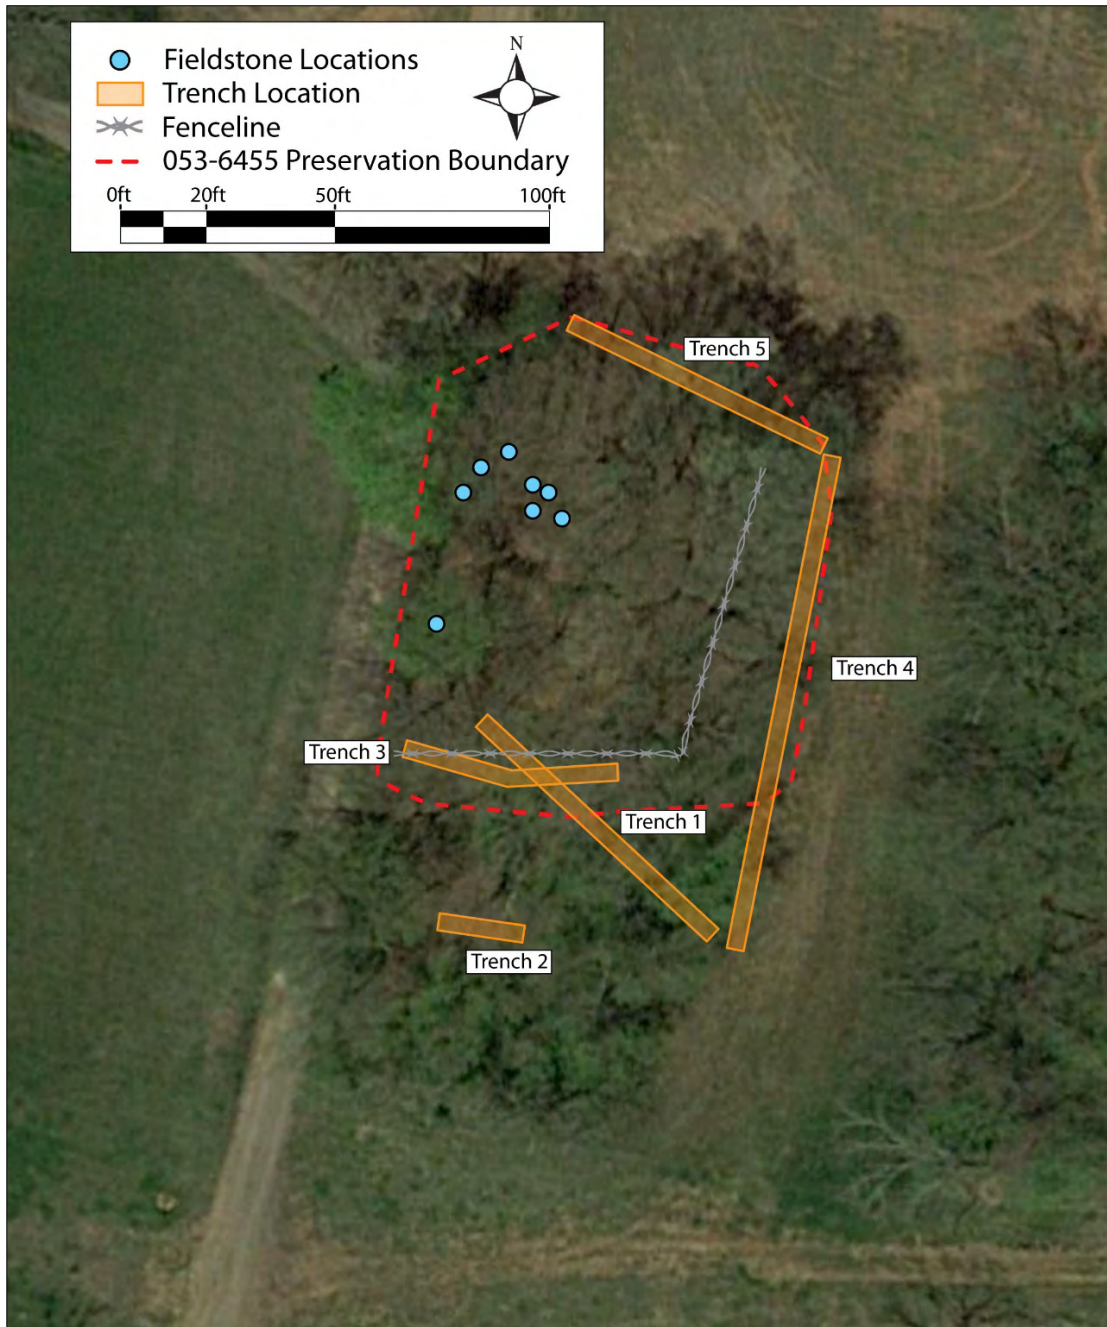 N
Fieldstone Locations
Trench Location
Fenceline
053-6455 Preservation Boundary
0ft 20ft 50ft 100ft
Trench 5
Trench 4
Trench 3
Trench 1
Trench 2